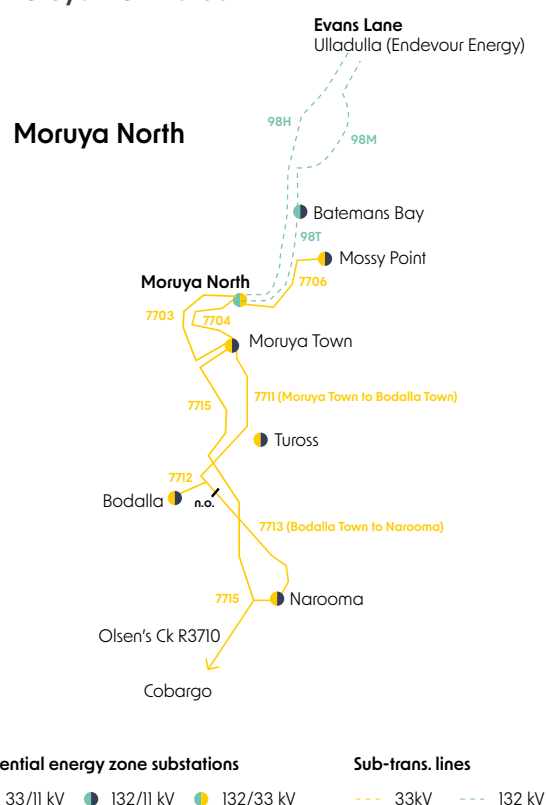 Evans Lane
Ulladulla (Endevour Energy)
98H
Moruya North
98M
Batemans Bay
98T
Mossy Point
Moruya North
7706
7703
7704
Moruya Town
7711 (Moruya Town to Bodalla Town)
7715
Tuross
7712
Bodalla
n.o.
7713 (Bodalla Town to Narooma)
7715
Narooma
Olsen's Ck R3710
Cobargo
ential energy zone substations
Sub-trans. lines
33/11 kV
132/11 kV
132/33 kV
33kV
132 kV